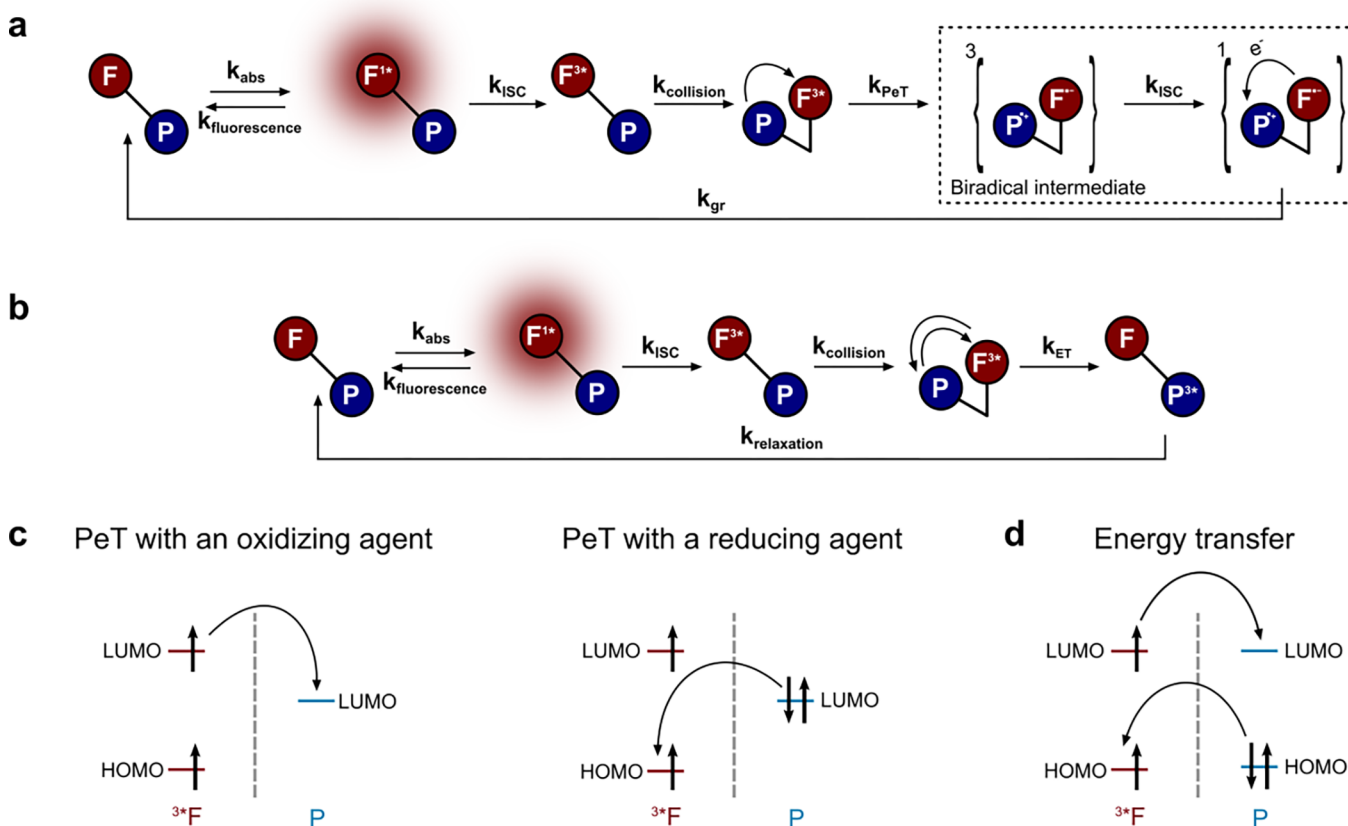 a
F
P
k_abs
k_fluorescence
F^1*
P
k_ISC
F^3*
P
k_collision
P
F^3*
k_PeT
3
P^•+
F^•-
Biradical intermediate
k_ISC
1
e^-
P^•+
F^•-
k_gr
b
F
P
k_abs
k_fluorescence
F^1*
P
k_ISC
F^3*
P
k_collision
P
F^3*
k_ET
F
P^3*
k_relaxation
c
PeT with an oxidizing agent
LUMO
LUMO
HOMO
^3*F
P
PeT with a reducing agent
LUMO
LUMO
HOMO
^3*F
P
d
Energy transfer
LUMO
LUMO
HOMO
HOMO
^3*F
P